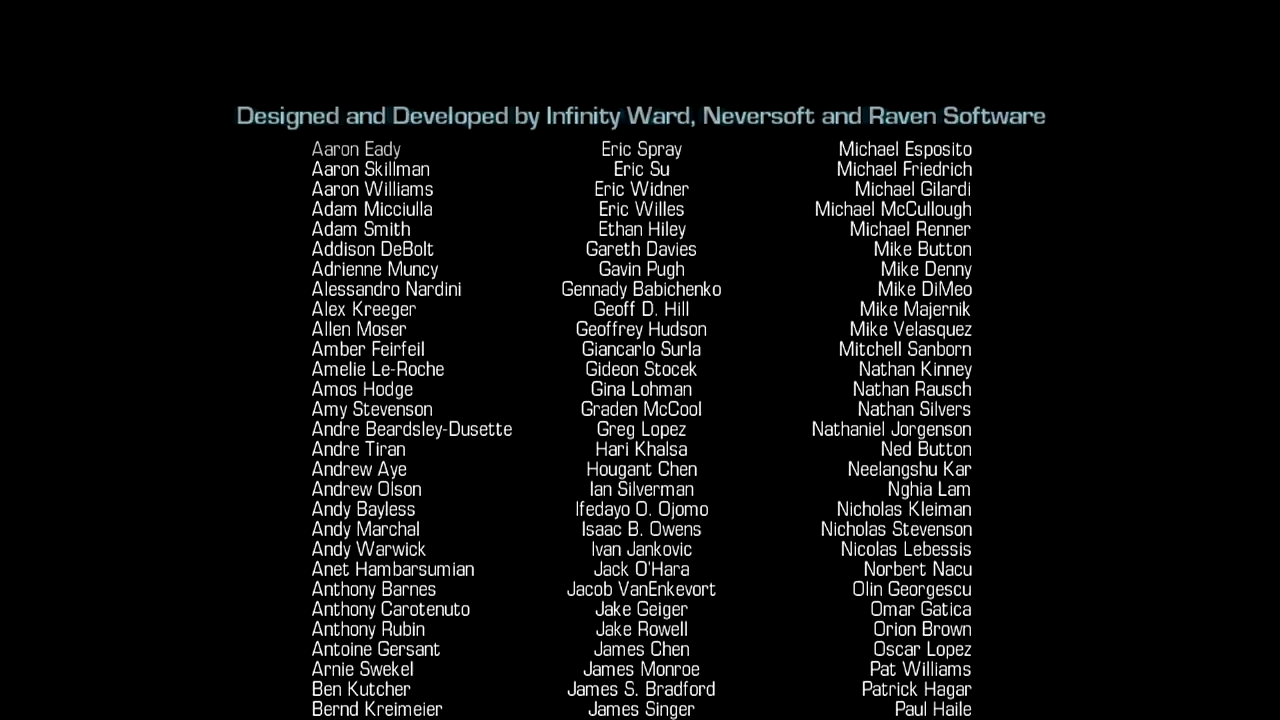 Designed and Developed by Infinity Ward, Neversoft and Raven Software
Aaron Eady Eric Spray Michael Esposito
Aaron Skillman Eric Su Michael Friedrich
Aaron Williams Eric Widner Michael Gilardi
Adam Micciulla Eric Willes Michael McCullough
Adam Smith Ethan Hiley Michael Renner
Addison DeBolt Gareth Davies Mike Button
Adrienne Muncy Gavin Pugh Mike Denny
Alessandro Nardini Gennady Babichenko Mike DiMeo
Alex Kreeger Geoff D. Hill Mike Majernik
Allen Moser Geoffrey Hudson Mike Velasquez
Amber Feirfeil Giancarlo Surla Mitchell Sanborn
Amelie Le-Roche Gideon Stocek Nathan Kinney
Amos Hodge Gina Lohman Nathan Rausch
Amy Stevenson Graden McCool Nathan Silvers
Andre Beardsley-Dusette Greg Lopez Nathaniel Jorgenson
Andre Tiran Hari Khalsa Ned Button
Andrew Aye Hougant Chen Neelangshu Kar
Andrew Olson Ian Silverman Nghia Lam
Andy Bayless Ifedayo O. Ojomo Nicholas Kleiman
Andy Marchal Isaac B. Owens Nicholas Stevenson
Andy Warwick Ivan Jankovic Nicolas Lebessis
Anet Hambarsumian Jack O'Hara Norbert Nacu
Anthony Barnes Jacob VanEnkevort Olin Georgescu
Anthony Carotenuto Jake Geiger Omar Gatica
Anthony Rubin Jake Rowell Orion Brown
Antoine Gersant James Chen Oscar Lopez
Arnie Swekel James Monroe Pat Williams
Ben Kutcher James S. Bradford Patrick Hagar
Bernd Kreimeier James Singer Paul Haile